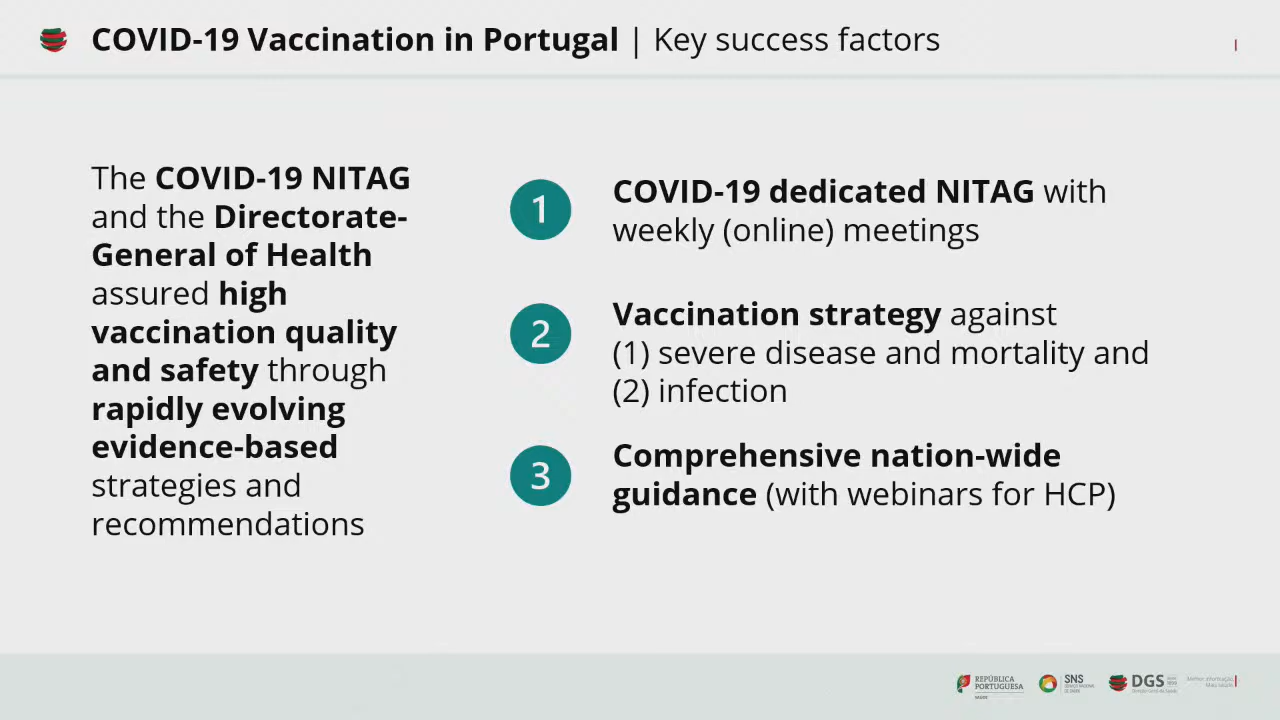 COVID-19 Vaccination in Portugal | Key success factors
The COVID-19 NITAG
and the Directorate-
General of Health
assured high
vaccination quality
and safety through
rapidly evolving
evidence-based
strategies and
recommendations
1
COVID-19 dedicated NITAG with
weekly (online) meetings
2
Vaccination strategy against
(1) severe disease and mortality and
(2) infection
3
Comprehensive nation-wide
guidance (with webinars for HCP)
REPÚBLICA
PORTUGUESA
SAÚDE
SNS
DGS